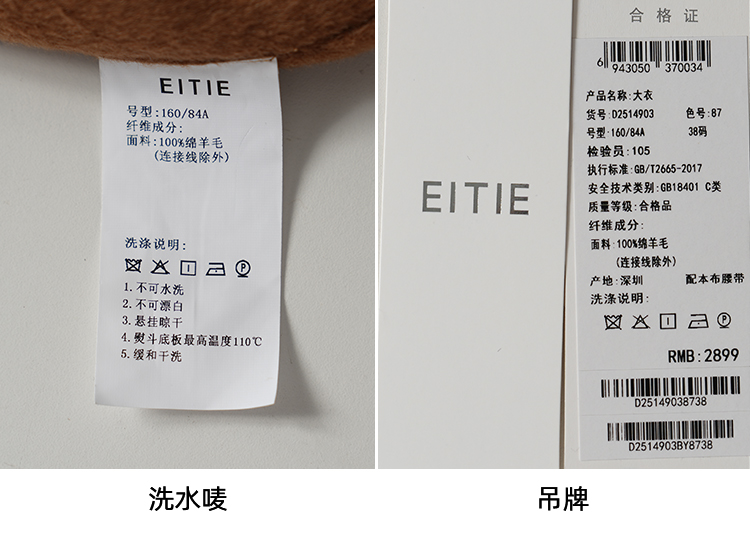 EITIE
号型:160/84A
纤维成分:
面料:100%绵羊毛
(连接线除外)
洗涤说明:
1.不可水洗
2.不可漂白
3.悬挂晾干
4.熨斗底板最高温度110℃
5.缓和干洗
洗水唛
EITIE
合格证
6 943050 370034
产品名称:大衣
货号:D2514903 色号:87
号型:160/84A 38码
检验员:105
执行标准:GB/T2665-2017
安全技术类别:GB18401 C类
质量等级:合格品
纤维成分:
面料:100%绵羊毛
(连接线除外)
产地:深圳 配本布腰带
洗涤说明:
RMB:2899
D25149038738
D2514903BY8738
吊牌